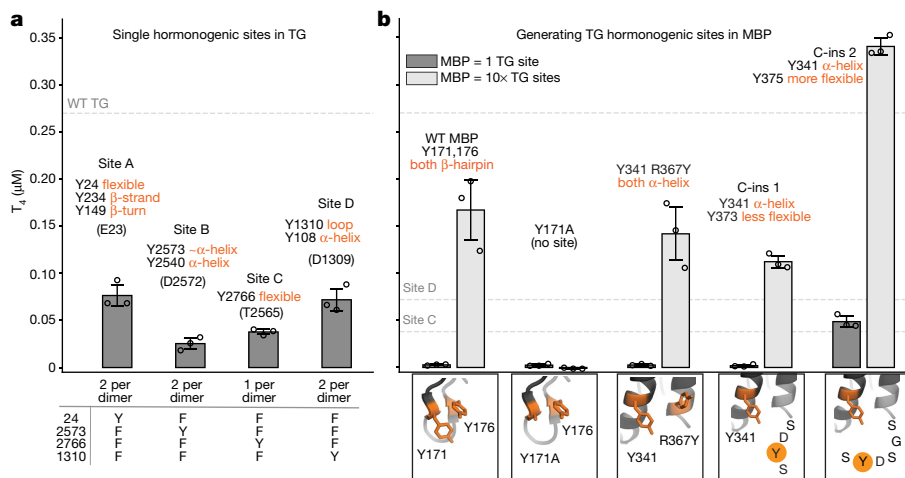 a
b
Single hormonogenic sites in TG
Generating TG hormonogenic sites in MBP
T4 (μM)
0.35
0.30
0.25
0.20
0.15
0.10
0.05
0
WT TG
Site A
Y24 flexible
Y234 β-strand
Y149 β-turn
(E23)
Site B
Y2573 ~α-helix
Y2540 α-helix
(D2572)
Site C
Y2766 flexible
(T2565)
Site D
Y1310 loop
Y108 α-helix
(D1309)
2 per dimer
2 per dimer
1 per dimer
2 per dimer
24 Y F F F
2573 F Y F F
2766 F F Y F
1310 F F F Y
MBP = 1 TG site
MBP = 10× TG sites
WT MBP
Y171,176
both β-hairpin
Y171A
(no site)
Y341 R367Y
both α-helix
C-ins 1
Y341 α-helix
Y373 less flexible
C-ins 2
Y341 α-helix
Y375 more flexible
Site D
Site C
Y171
Y176
Y171A
Y176
Y341
R367Y
Y341
S
D
Y
S
S
G
S
Y
D